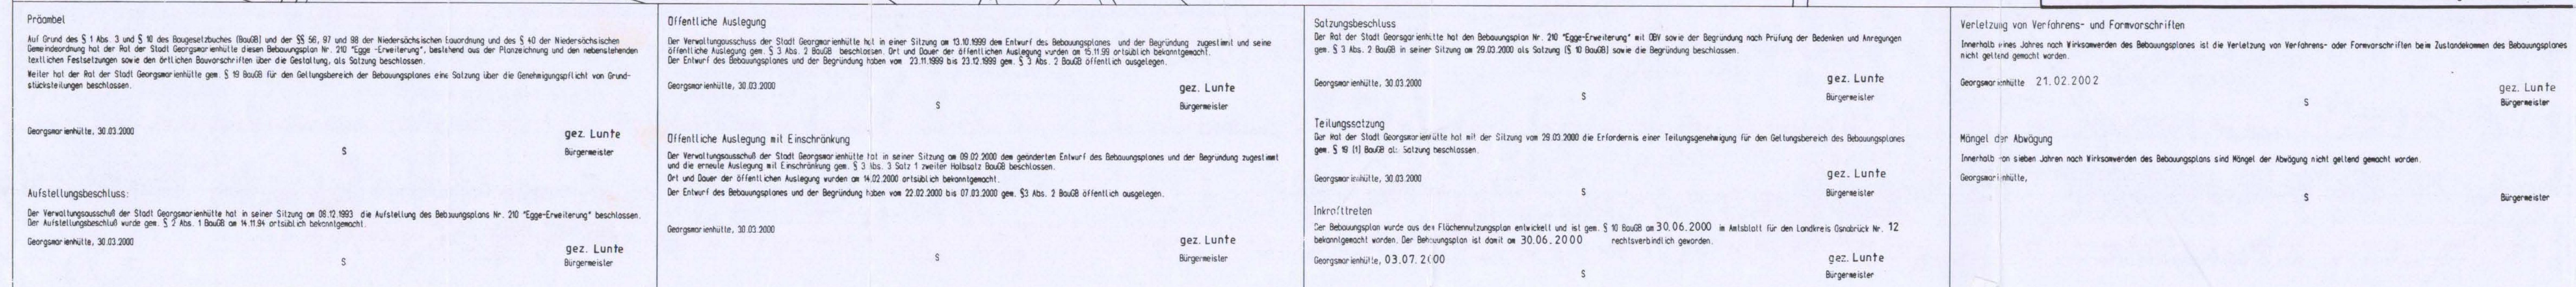 Präambel
Auf Grund des § 1 Abs. 3 und § 10 des Baugesetzbuches (BauGB) und der §§ 56, 97 und 98 der Niedersächsischen Bauordnung und des § 40 der Niedersächsischen
Gemeindeordnung hat der Rat der Stadt Georgsmarienhütte diesen Bebauungsplan Nr. 210 "Egge -Erweiterung", bestehend aus der Planzeichnung und den nebenstehenden
textlichen Festsetzungen sowie den örtlichen Bauvorschriften über die Gestaltung, als Satzung beschlossen.
Weiter hat der Rat der Stadt Georgsmarienhütte gem. § 19 BauGB für den Geltungsbereich der Bebauungsplanes eine Satzung über die Genehmigungspflicht von Grund-
stücksteilungen beschlossen.
Georgsmarienhütte, 30.03.2000
gez. Lunte
S
Bürgermeister
Aufstellungsbeschluss:
Der Verwaltungsausschuß der Stadt Georgsmarienhütte hat in seiner Sitzung am 08.12.1993 die Aufstellung des Bebauungsplans Nr. 210 "Egge-Erweiterung" beschlossen.
Der Aufstellungsbeschluß wurde gem. § 2 Abs. 1 BauGB am 14.11.94 ortsüblich bekanntgemacht.
Georgsmarienhütte, 30.03.2000
gez. Lunte
S
Bürgermeister
Öffentliche Auslegung
Der Verwaltungsausschuss der Stadt Georgmarienhütte hat in einer Sitzung am 13.10.1999 dem Entwurf des Bebauungsplanes und der Begründung zugestimt und seine
öffentliche Auslegung gem. § 3 Abs. 2 BauGB beschlossen. Ort und Dauer der öffentlichen Auslegung wurden am 15.11.99 ortsüblich bekanntgemacht.
Der Entwurf des Bebauungsplanes und der Begründung haben vom 23.11.1999 bis 23.12.1999 gem. § 3 Abs. 2 BauGB öffentlich ausgelegen.
Georgsmarienhütte, 30.03.2000
gez. Lunte
S
Bürgermeister
Öffentliche Auslegung mit Einschränkung
Der Verwaltungsausschuß der Stadt Georgsmarienhütte hat in seiner Sitzung am 09.02.2000 dem geänderten Entwurf des Bebauungsplanes und der Begründung zugestimmt
und die erneute Auslegung mit Einschränkung gem. § 3 Abs. 3 Satz 1 zweiter Halbsatz BauGB beschlossen.
Ort und Dauer der öffentlichen Auslegung wurden am 14.02.2000 ortsüblich bekanntgemacht.
Der Entwurf des Bebauungsplanes und der Begründung haben vom 22.02.2000 bis 07.03.2000 gem. §3 Abs. 2 BauGB öffentlich ausgelegen.
Georgsmarienhütte, 30.03.2000
gez. Lunte
S
Bürgermeister
Satzungsbeschluss
Der Rat der Stadt Georgsgarienhütte hat den Bebauungsplan Nr. 210 "Egge-Erweiterung" mit ÖBV sowie der Begründung nach Prüfung der Bedenken und Anregungen
gem. § 3 Abs. 2 BauGB in seiner Sitzung am 29.03.2000 als Satzung (§ 10 BauGB) sowie die Begründung beschlossen.
Georgsmarienhütte, 30.03.2000
gez. Lunte
S
Bürgermeister
Teilungssatzung
Der Rat der Stadt Georgsmarienhütte hat mit der Sitzung vom 29.03.2000 die Erfordernis einer Teilungsgenehmigung für den Geltungsbereich des Bebauungsplanes
gem. § 19 (1) BauGB als Satzung beschlossen.
Georgsmarienhütte, 30.03.2000
gez. Lunte
S
Bürgermeister
Inkrafttreten
Der Bebauungsplan wurde aus den Flächennutzungsplan entwickelt und ist gem. § 10 BauGB am 30.06.2000 im Amtsblatt für den Landkreis Osnabrück Nr. 12
bekanntgemacht worden. Der Bebauungsplan ist damit am 30.06.2000 rechtsverbindlich geworden.
Georgsmarienhütte, 03.07.2000
gez. Lunte
S
Bürgermeister
Verletzung von Verfahrens- und Formvorschriften
Innerhalb eines Jahres nach Wirksamwerden des Bebauungsplanes ist die Verletzung von Verfahrens- oder Formvorschriften beim Zustandekommen des Bebauungsplanes
nicht geltend gemacht worden.
Georgsmarienhütte 21.02.2002
gez. Lunte
S
Bürgermeister
Mängel der Abwägung
Innerhalb von sieben Jahren nach Wirksamwerden des Bebauungsplans sind Mängel der Abwägung nicht geltend gemacht worden.
Georgsmarienhütte,
S
Bürgermeister